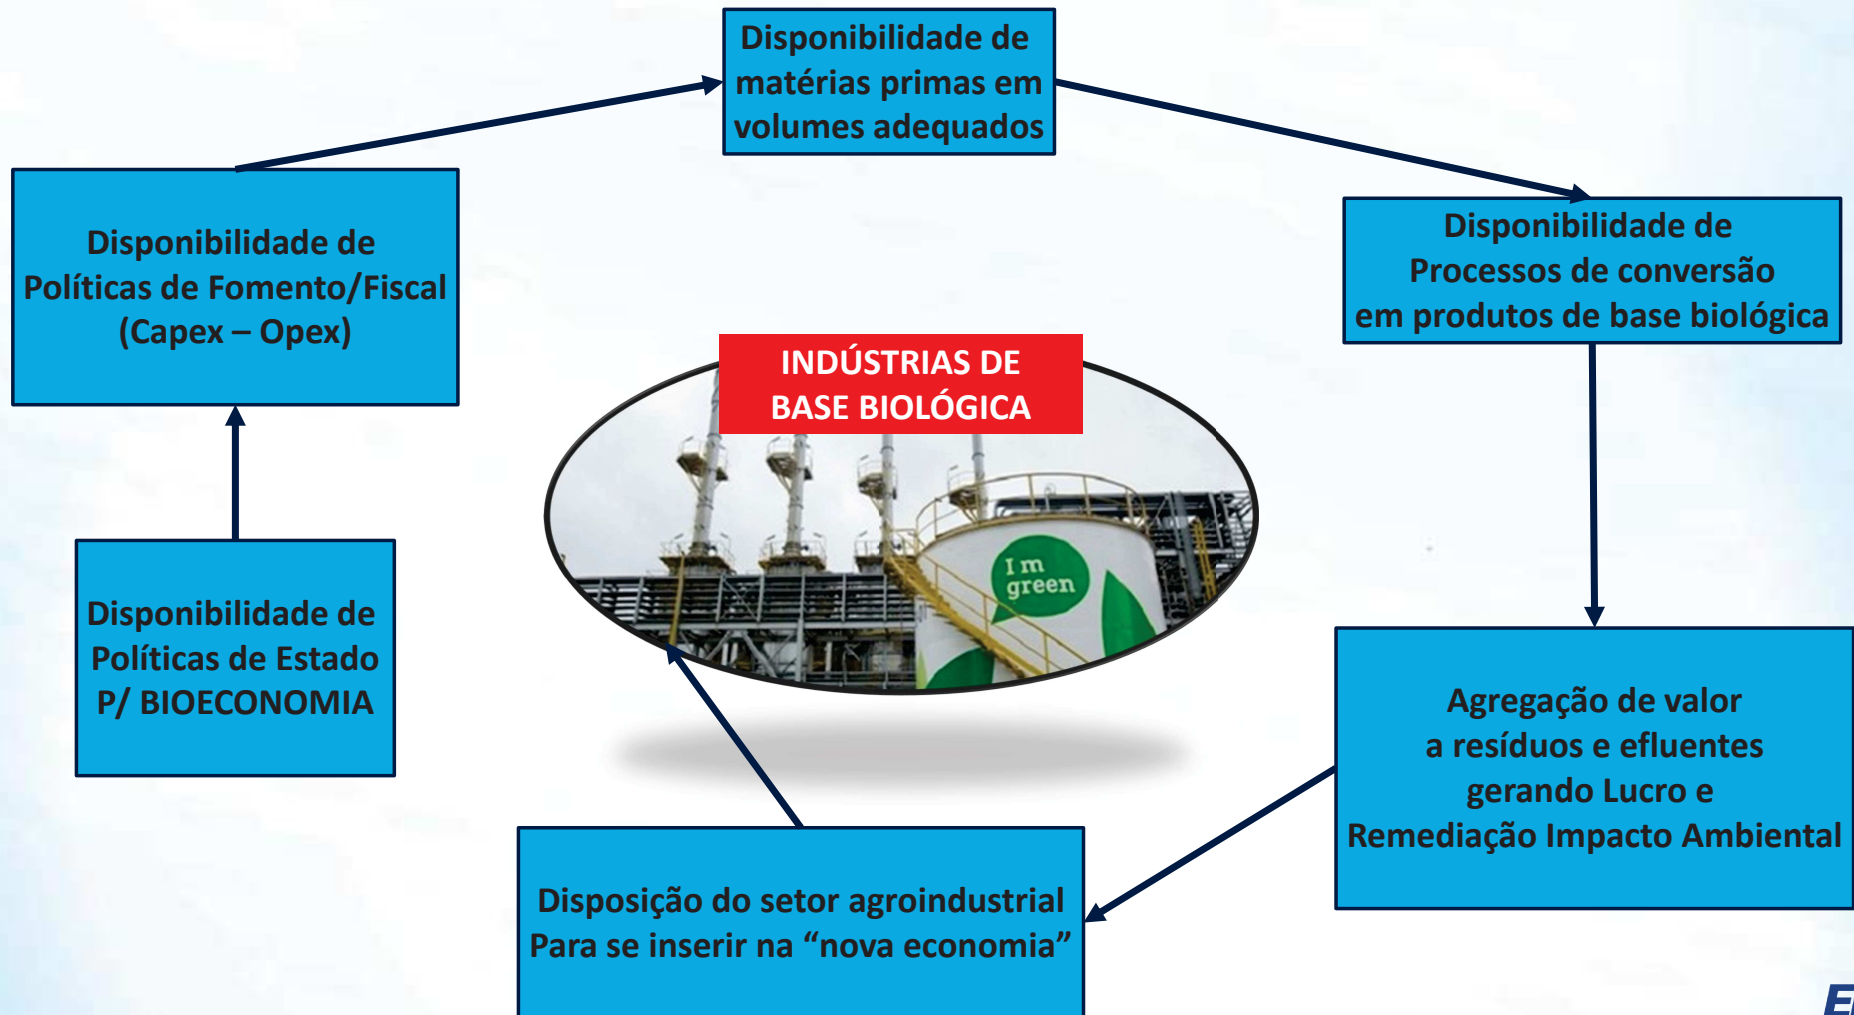 Disponibilidade de
matérias primas em
volumes adequados
Disponibilidade de
Políticas de Fomento/Fiscal
(Capex – Opex)
Disponibilidade de
Processos de conversão
em produtos de base biológica
INDÚSTRIAS DE
BASE BIOLÓGICA
I m
green
Disponibilidade de
Políticas de Estado
P/ BIOECONOMIA
Agregação de valor
a resíduos e efluentes
gerando Lucro e
Remediação Impacto Ambiental
Disposição do setor agroindustrial
Para se inserir na “nova economia”